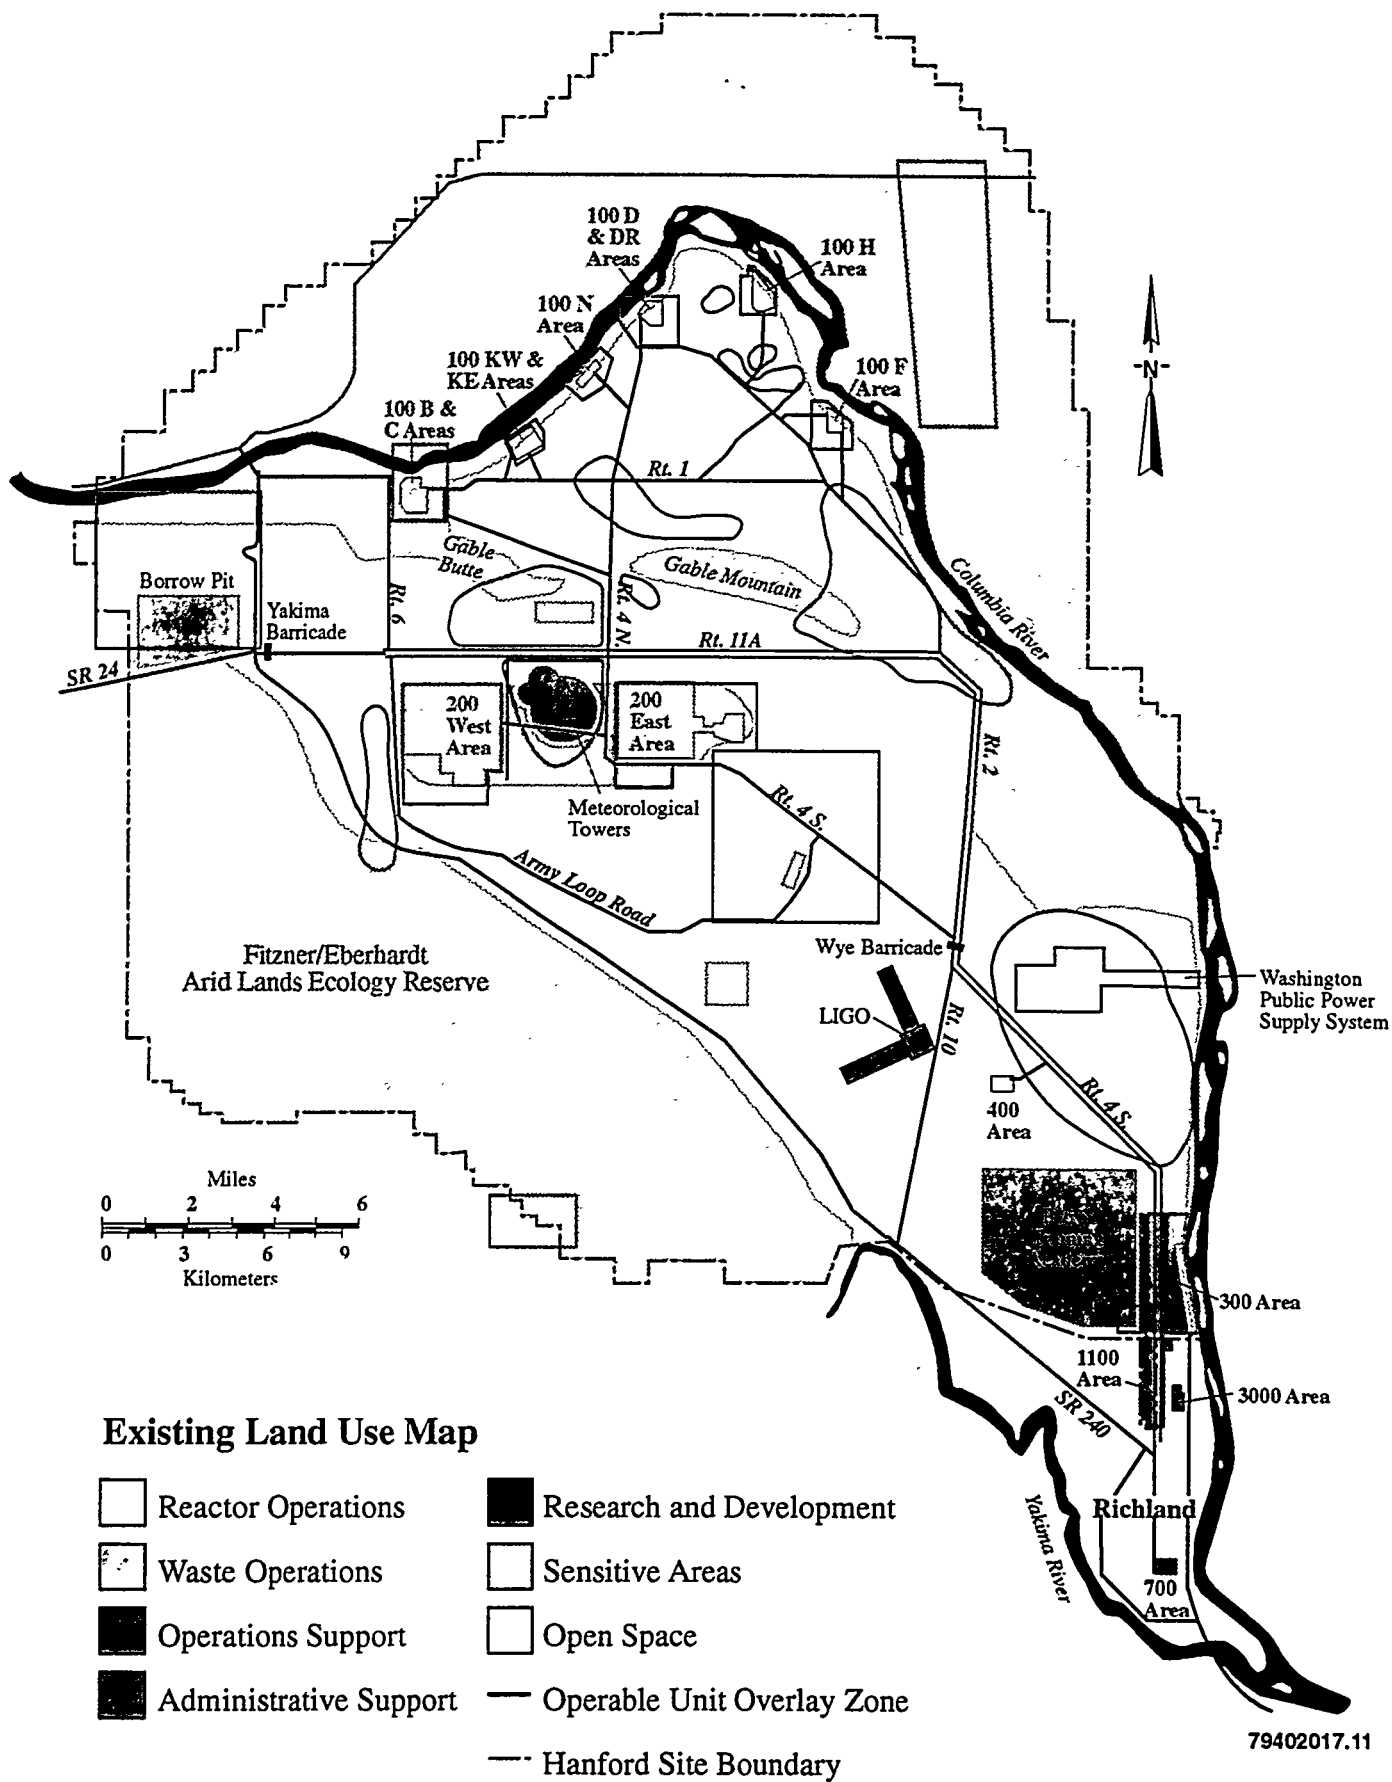 100 D
& DR
Areas
100 H
Area
100 N
Area
100 KW &
KE Areas
100 F
Area
100 B &
C Areas
N
Rt. 1
Gable
Butte
Gable Mountain
Columbia River
Borrow Pit
Rt. 6
Rt. 4 N.
Yakima
Barricade
Rt. 11A
SR 24
200
West
Area
200
East
Area
Rt. 2
Meteorological
Towers
Rt. 4 S.
Army Loop Road
Wye Barricade
Fitzner/Eberhardt
Arid Lands Ecology Reserve
Washington
Public Power
Supply System
LIGO
Rt. 10
Rt. 4 S.
400
Area
Miles
0 2 4 6
0 3 6 9
Kilometers
300 Area
1100
Area
3000 Area
SR 240
Richland
Yakima River
700
Area
Existing Land Use Map
Reactor Operations
Waste Operations
Operations Support
Administrative Support
Research and Development
Sensitive Areas
Open Space
Operable Unit Overlay Zone
Hanford Site Boundary
79402017.11